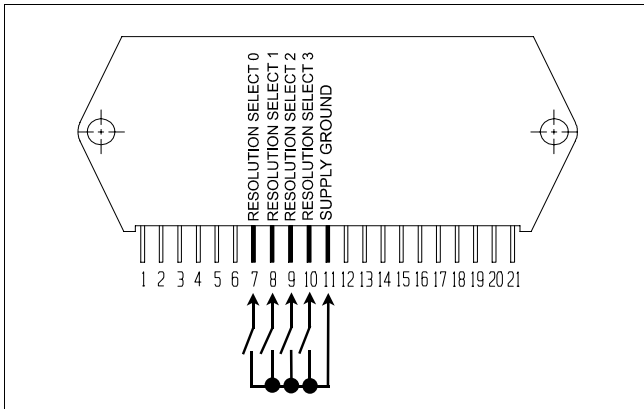 RESOLUTION SELECT 0
RESOLUTION SELECT 1
RESOLUTION SELECT 2
RESOLUTION SELECT 3
SUPPLY GROUND
1 2 3 4 5 6 7 8 9 10 11 12 13 14 15 16 17 18 19 20 21